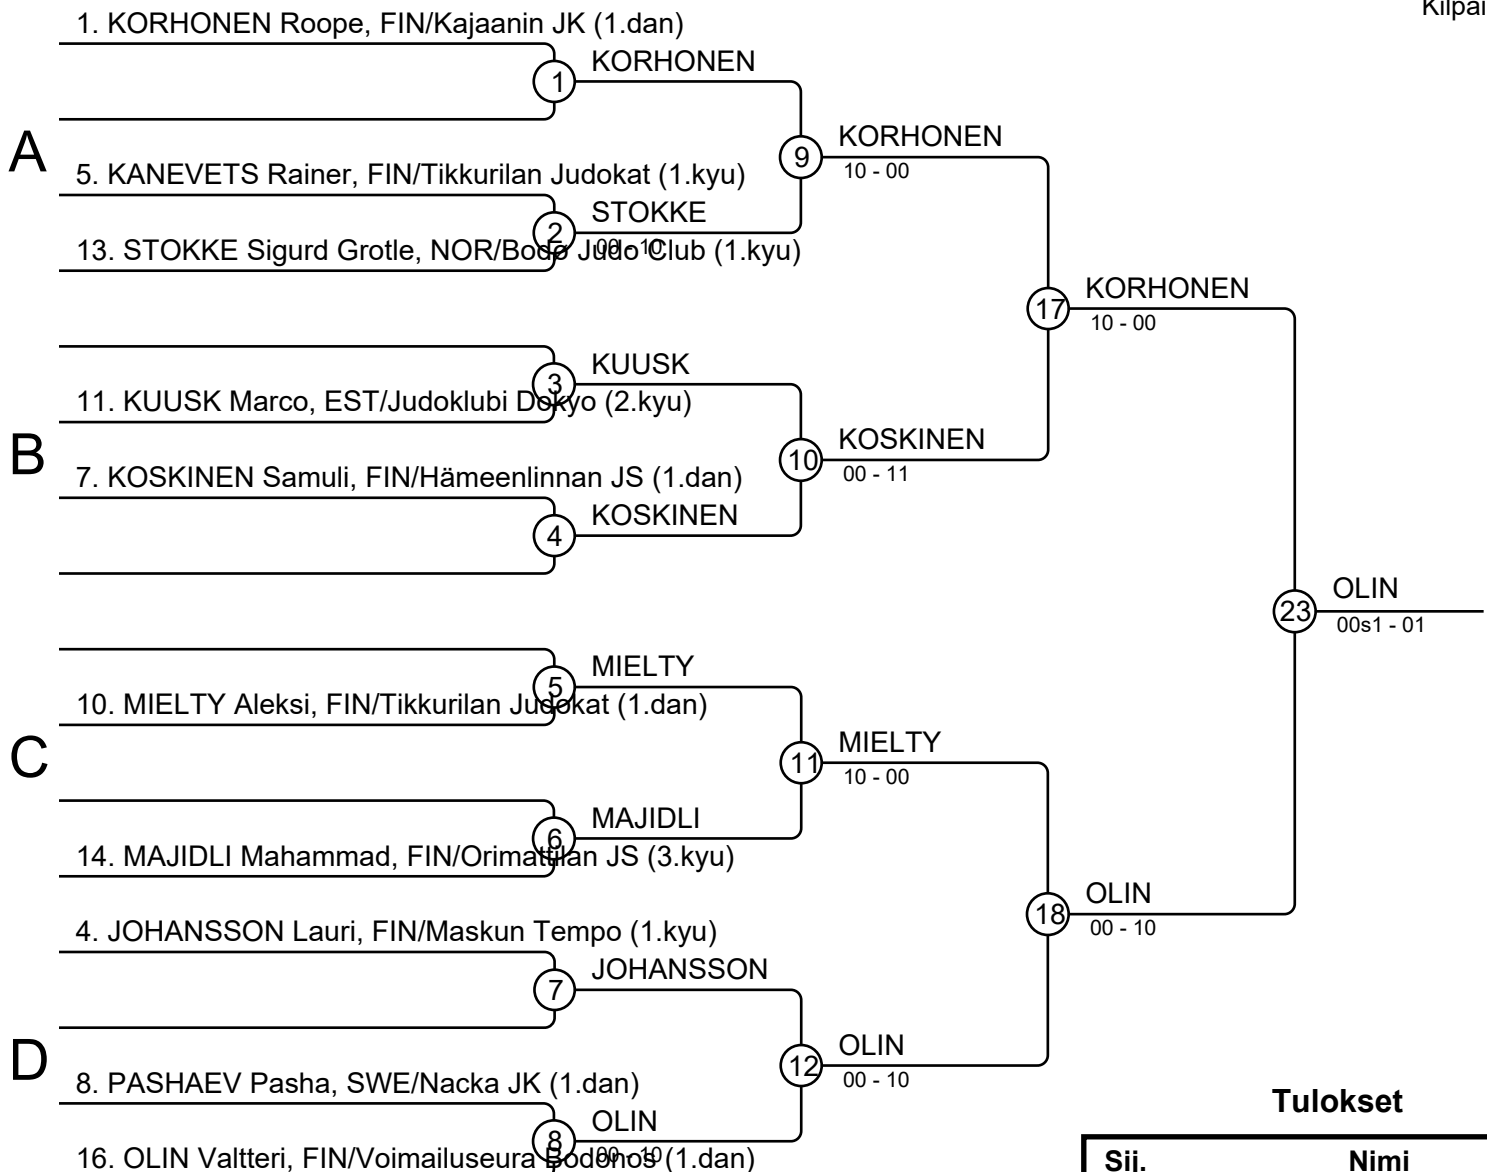 Kilpai
1. KORHONEN Roope, FIN/Kajaanin JK (1.dan)
1
KORHONEN
A
9
KORHONEN
10 - 00
5. KANEVETS Rainer, FIN/Tikkurilan Judokat (1.kyu)
2
STOKKE
00 - 10
13. STOKKE Sigurd Grotle, NOR/Bodø Judo Club (1.kyu)
17
KORHONEN
10 - 00
3
KUUSK
11. KUUSK Marco, EST/Judoklubi Dokyo (2.kyu)
B
10
KOSKINEN
00 - 11
7. KOSKINEN Samuli, FIN/Hämeenlinnan JS (1.dan)
4
KOSKINEN
23
OLIN
00s1 - 01
5
MIELTY
10. MIELTY Aleksi, FIN/Tikkurilan Judokat (1.dan)
C
11
MIELTY
10 - 00
6
MAJIDLI
14. MAJIDLI Mahammad, FIN/Orimattilan JS (3.kyu)
18
OLIN
00 - 10
4. JOHANSSON Lauri, FIN/Maskun Tempo (1.kyu)
7
JOHANSSON
D
12
OLIN
00 - 10
8. PASHAEV Pasha, SWE/Nacka JK (1.dan)
8
OLIN
00 - 10
16. OLIN Valtteri, FIN/Voimailuseura Bodonos (1.dan)
Tulokset
Sij. Nimi